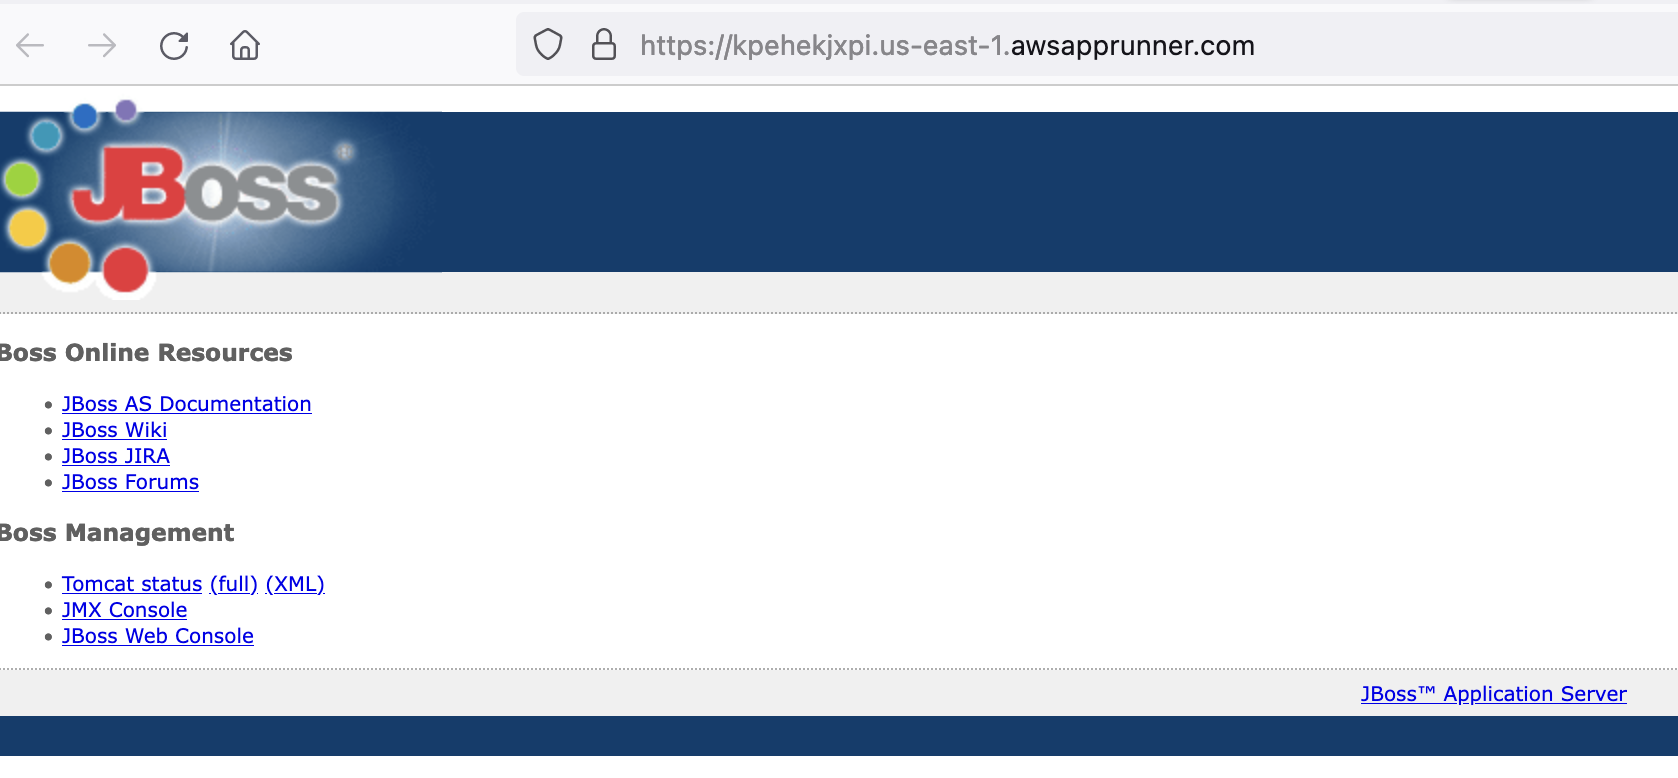 https://kpehekjxpi.us-east-1.awsapprunner.com
JBoss®
Boss Online Resources
JBoss AS Documentation
JBoss Wiki
JBoss JIRA
JBoss Forums
Boss Management
Tomcat status (full) (XML)
JMX Console
JBoss Web Console
JBoss™ Application Server